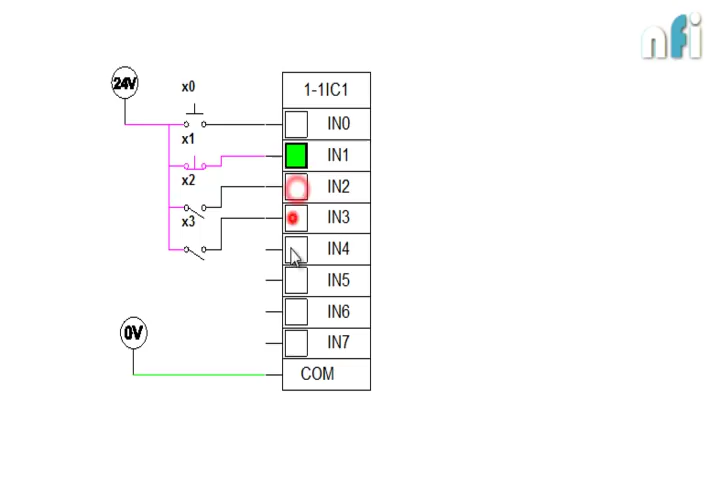 nfi
24V
x0
1-1IC1
IN0
x1
IN1
x2
IN2
x3
IN3
IN4
IN5
IN6
0V
IN7
COM